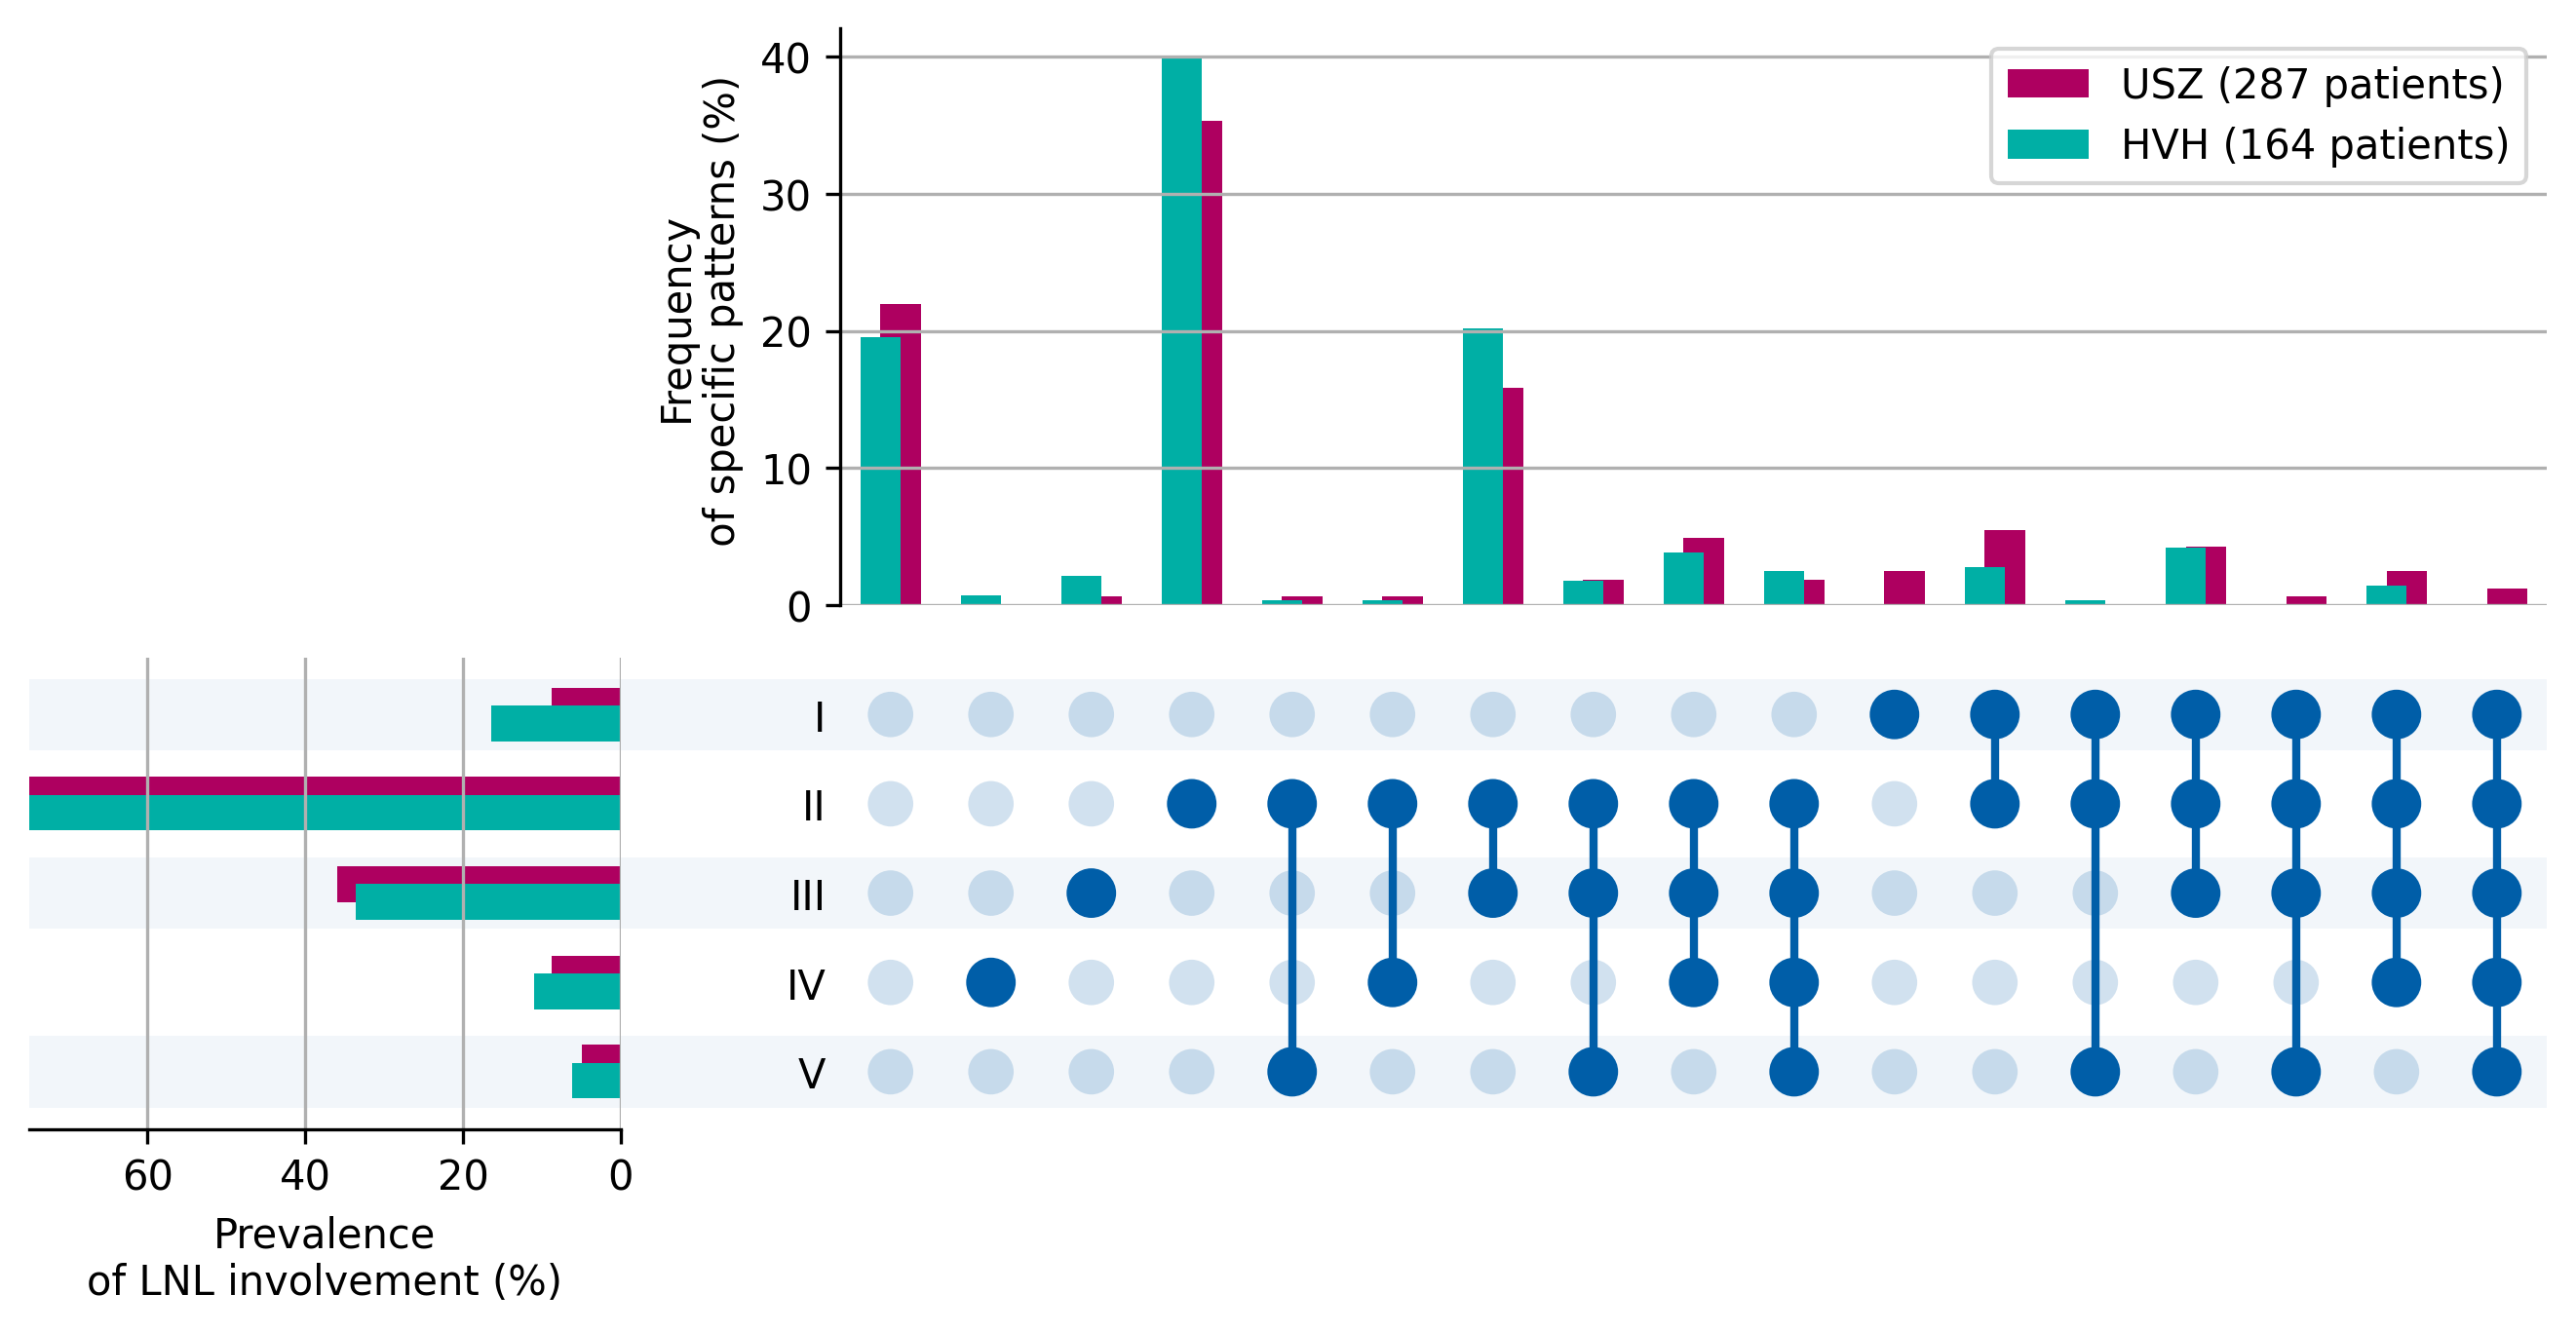 Frequency
of specific patterns (%)
40
30
20
10
0
USZ (287 patients)
HVH (164 patients)
I
II
III
IV
V
60 40 20 0
Prevalence
of LNL involvement (%)